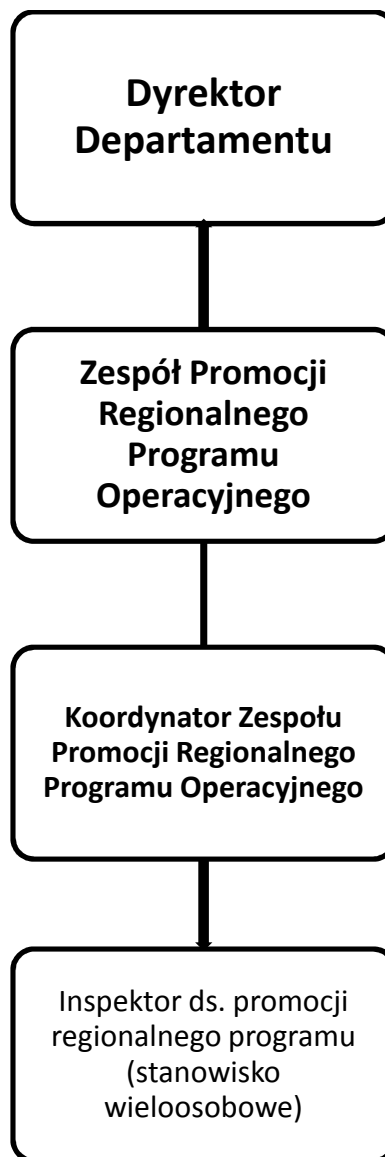 Dyrektor
Departamentu
Zespół Promocji
Regionalnego
Programu
Operacyjnego
Koordynator Zespołu
Promocji Regionalnego
Programu Operacyjnego
Inspektor ds. promocji
regionalnego programu
(stanowisko
wieloosobowe)